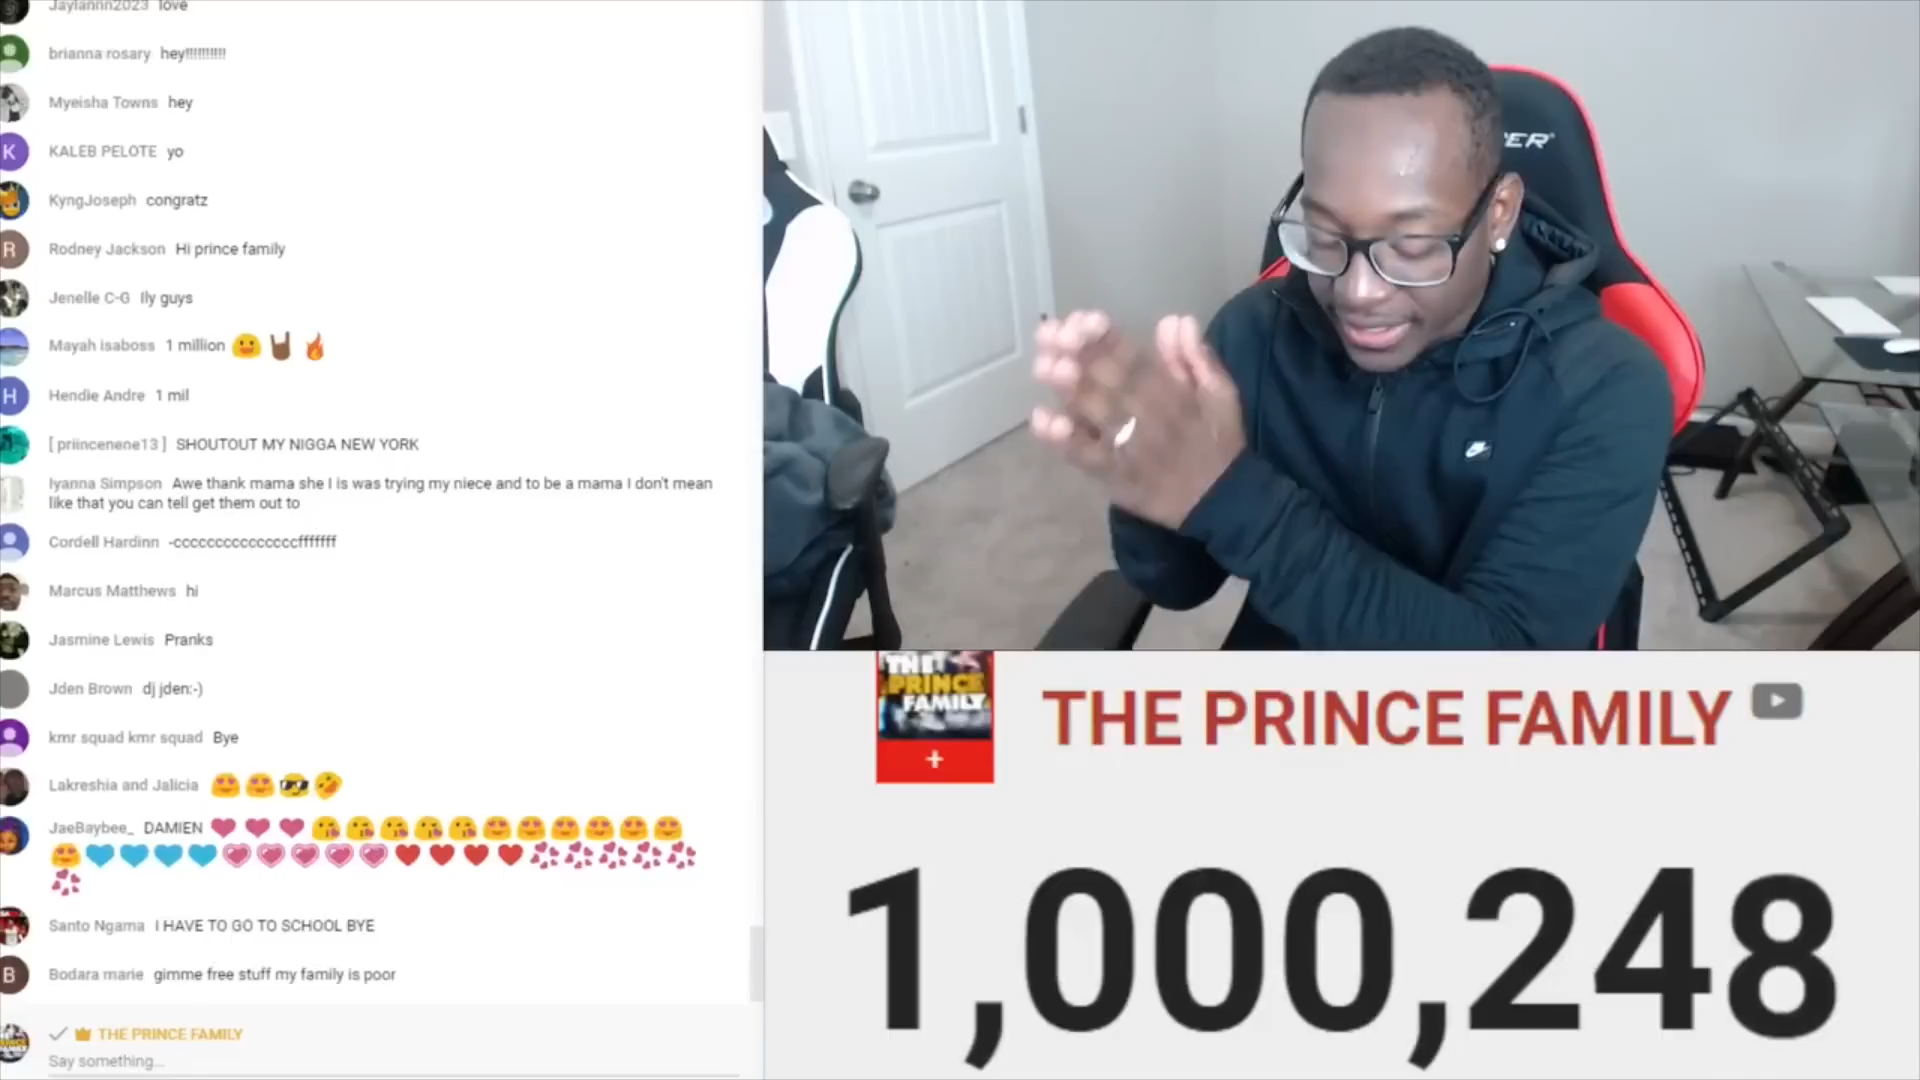 Jaylannn2023 love
brianna rosary hey!!!!!!!!!!
Myeisha Towns hey
K KALEB PELOTE yo
KyngJoseph congratz
R Rodney Jackson Hi prince family
Jenelle C-G Ily guys
Mayah isaboss 1 million
H Hendie Andre 1 mil
[ priincenene13 ] SHOUTOUT MY NIGGA NEW YORK
Iyanna Simpson Awe thank mama she I is was trying my niece and to be a mama I don't mean
like that you can tell get them out to
Cordell Hardinn -cccccccccccccccfffffff
Marcus Matthews hi
Jasmine Lewis Pranks
Jden Brown dj jden:-)
kmr squad kmr squad Bye
Lakreshia and Jalicia
JaeBaybee_ DAMIEN
Santo Ngama I HAVE TO GO TO SCHOOL BYE
B Bodara marie gimme free stuff my family is poor
THE PRINCE FAMILY
Say something...
ER
THE
PRINCE
FAMILY
+
THE PRINCE FAMILY
1,000,248